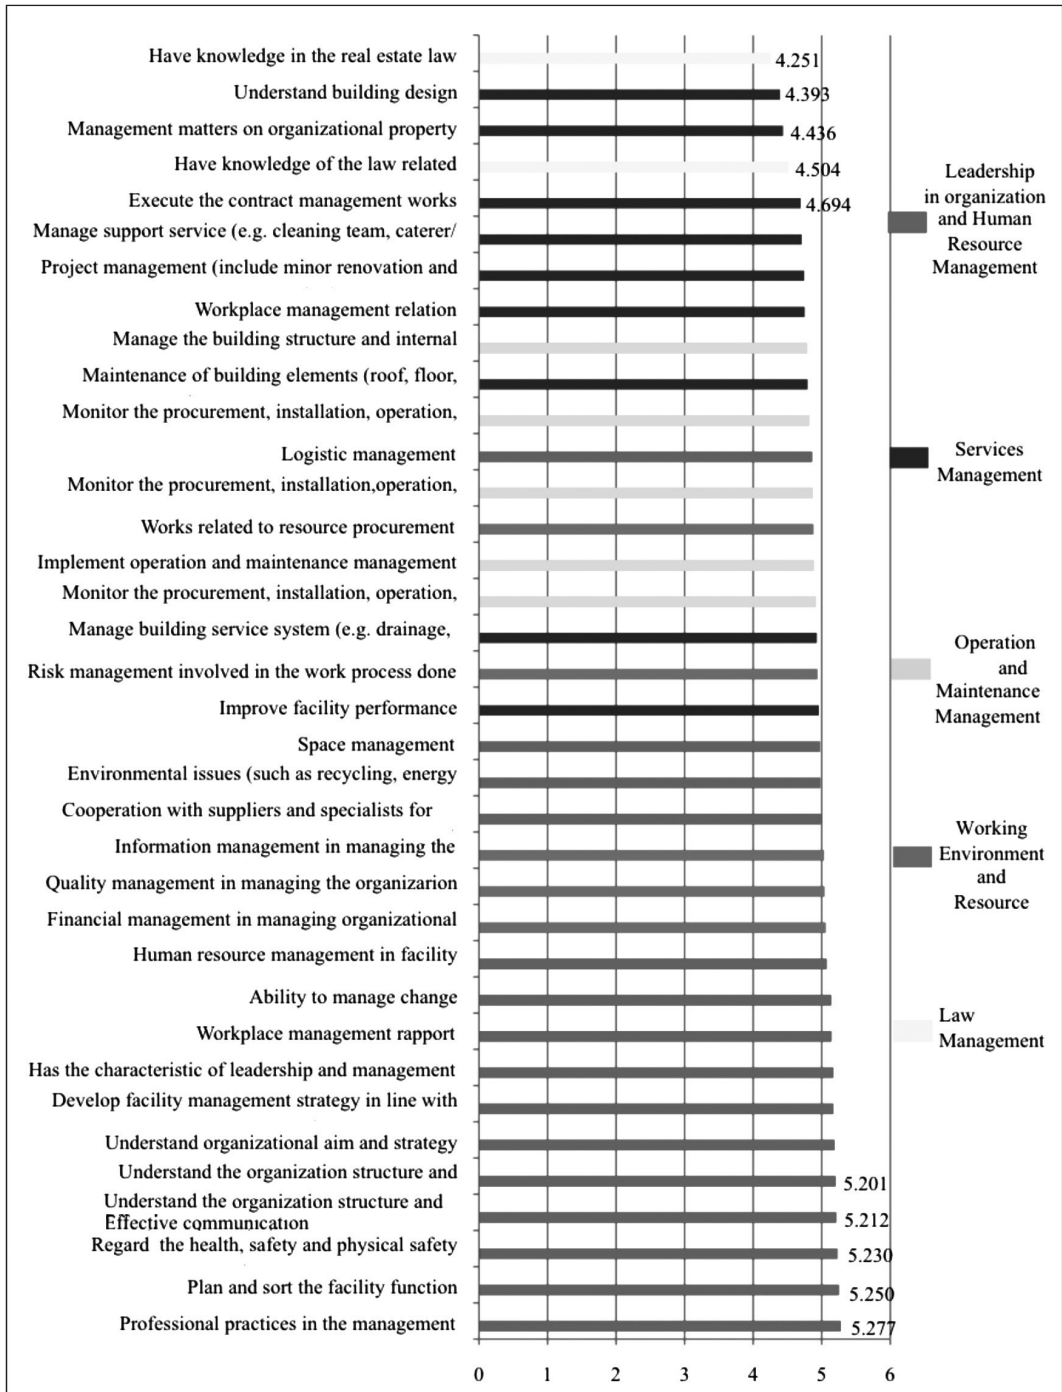 Have knowledge in the real estate law
4.251
Understand building design
4.393
Management matters on organizational property
4.436
Have knowledge of the law related
4.504
Execute the contract management works
4.694
Manage support service (e.g. cleaning team, caterer/
Project management (include minor renovation and
Workplace management relation
Manage the building structure and internal
Maintenance of building elements (roof, floor,
Monitor the procurement, installation, operation,
Logistic management
Monitor the procurement, installation,operation,
Works related to resource procurement
Implement operation and maintenance management
Monitor the procurement, installation, operation,
Manage building service system (e.g. drainage,
Risk management involved in the work process done
Improve facility performance
Space management
Environmental issues (such as recycling, energy
Cooperation with suppliers and specialists for
Information management in managing the
Quality management in managing the organizarion
Financial management in managing organizational
Human resource management in facility
Ability to manage change
Workplace management rapport
Has the characteristic of leadership and management
Develop facility management strategy in line with
Understand organizational aim and strategy
Understand the organization structure and
5.201
Understand the organization structure and
Effective communication
5.212
Regard the health, safety and physical safety
5.230
Plan and sort the facility function
5.250
Professional practices in the management
5.277
0 1 2 3 4 5 6
Leadership
in organization
and Human
Resource
Management
Services
Management
Operation
and
Maintenance
Management
Working
Environment
and
Resource
Law
Management